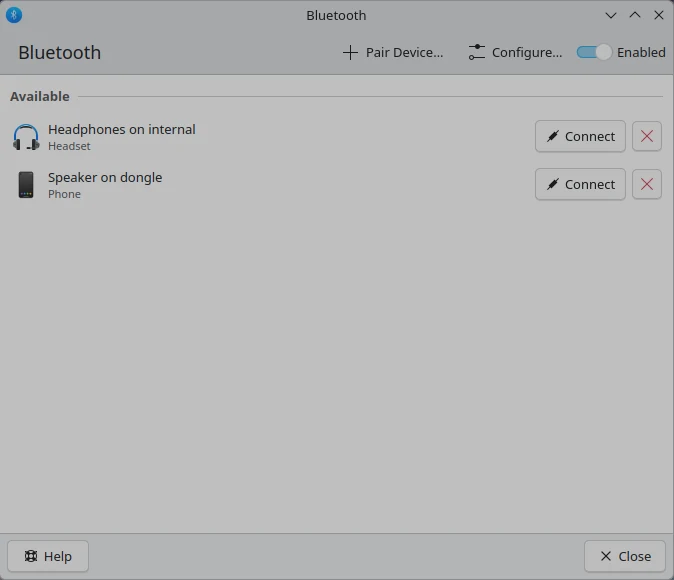 Bluetooth
Bluetooth
Pair Device...
Configure...
Enabled
Available
Headphones on internal
Headset
Connect
Speaker on dongle
Phone
Connect
Help
Close